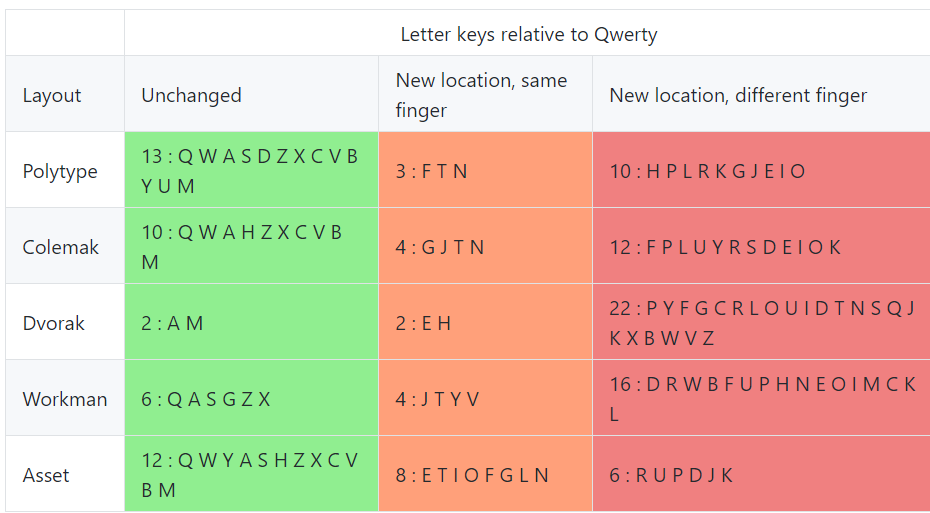 Letter keys relative to Qwerty
Layout
Unchanged
New location, same
finger
New location, different finger
Polytype
13 : Q W A S D Z X C V B
Y U M
3 : F T N
10 : H P L R K G J E I O
Colemak
10 : Q W A H Z X C V B
M
4 : G J T N
12 : F P L U Y R S D E I O K
Dvorak
2 : A M
2 : E H
22 : P Y F G C R L O U I D T N S Q J
K X B W V Z
Workman
6 : Q A S G Z X
4 : J T Y V
16 : D R W B F U P H N E O I M C K
L
Asset
12 : Q W Y A S H Z X C V
B M
8 : E T I O F G L N
6 : R U P D J K